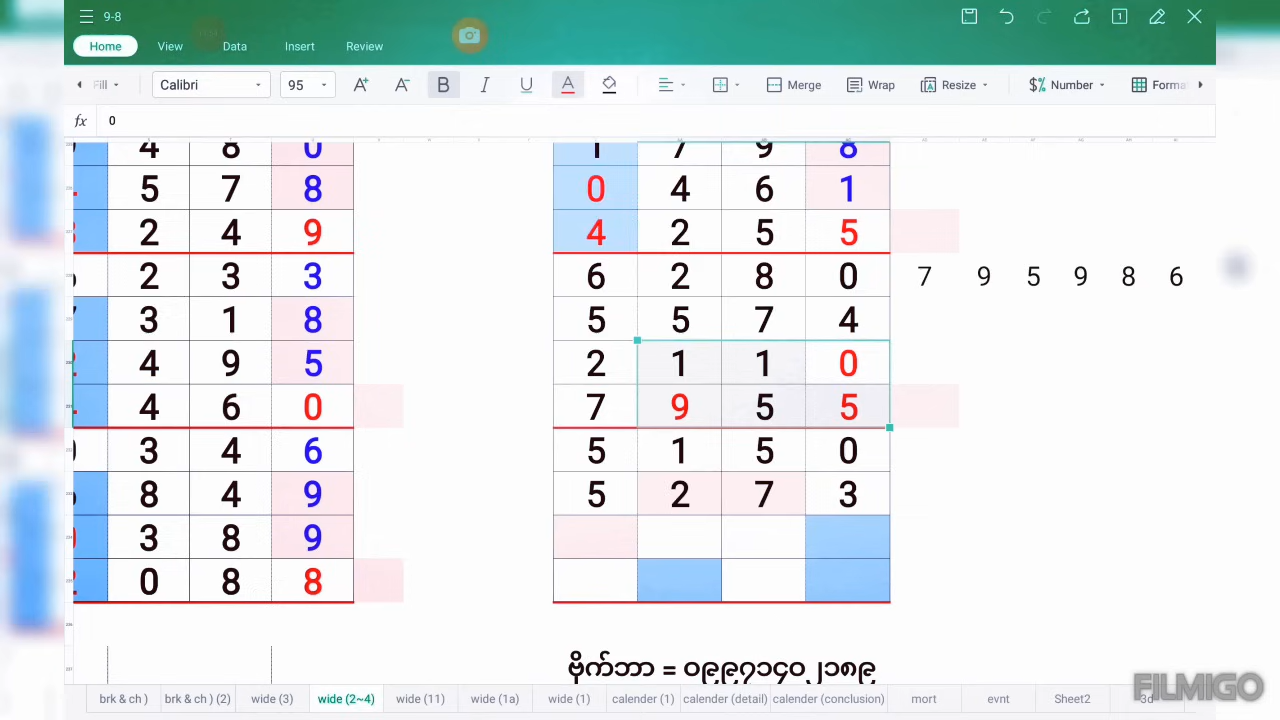 9-8
Home View Data Insert Review
Fill Calibri 95 A+ A- B I U A Merge Wrap Resize $% Number Forma
fx 0
4 8 0 1 7 9 8
5 7 8 0 4 6 1
2 4 9 4 2 5 5
2 3 3 6 2 8 0 7 9 5 9 8 6
3 1 8 5 5 7 4
4 9 5 2 1 1 0
4 6 0 7 9 5 5
3 4 6 5 1 5 0
8 4 9 5 2 7 3
3 8 9
0 8 8
ဗိုက်ဘာ = ၀၉၉၇၁၄၀၂၁၈၉
brk & ch ) brk & ch ) (2) wide (3) wide (2~4) wide (11) wide (1a) wide (1) calender (1) calender (detail) calender (conclusion) mort evnt Sheet2 3d
FILMIGO